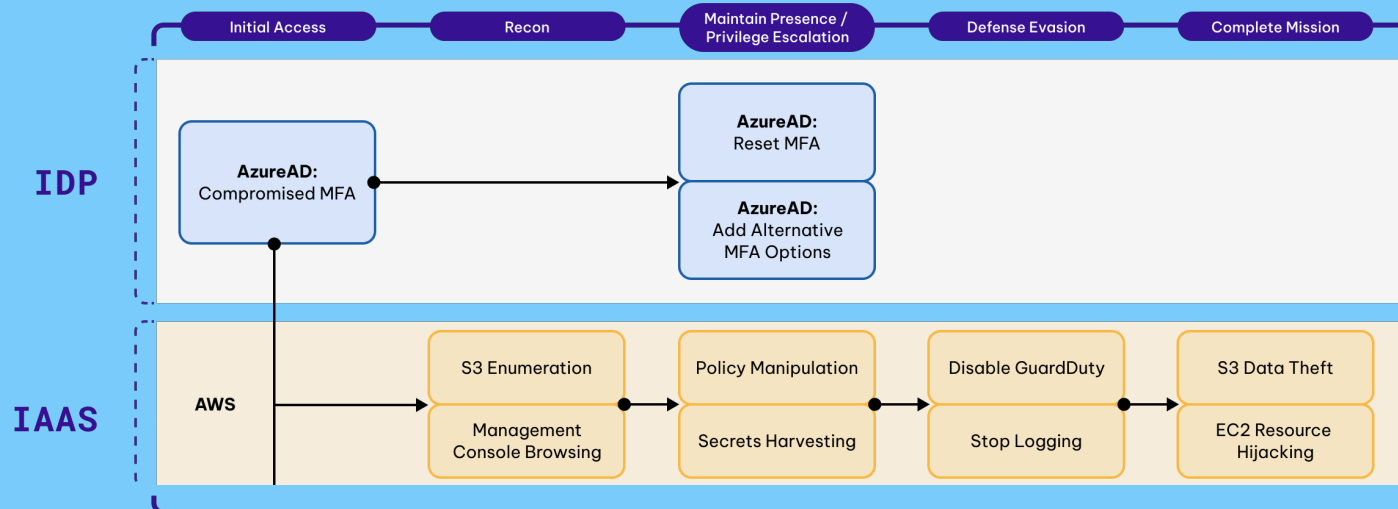 Initial Access
Recon
Maintain Presence /
Privilege Escalation
Defense Evasion
Complete Mission
IDP
AzureAD:
Compromised MFA
AzureAD:
Reset MFA
AzureAD:
Add Alternative
MFA Options
IAAS
AWS
S3 Enumeration
Management
Console Browsing
Policy Manipulation
Secrets Harvesting
Disable GuardDuty
Stop Logging
S3 Data Theft
EC2 Resource
Hijacking